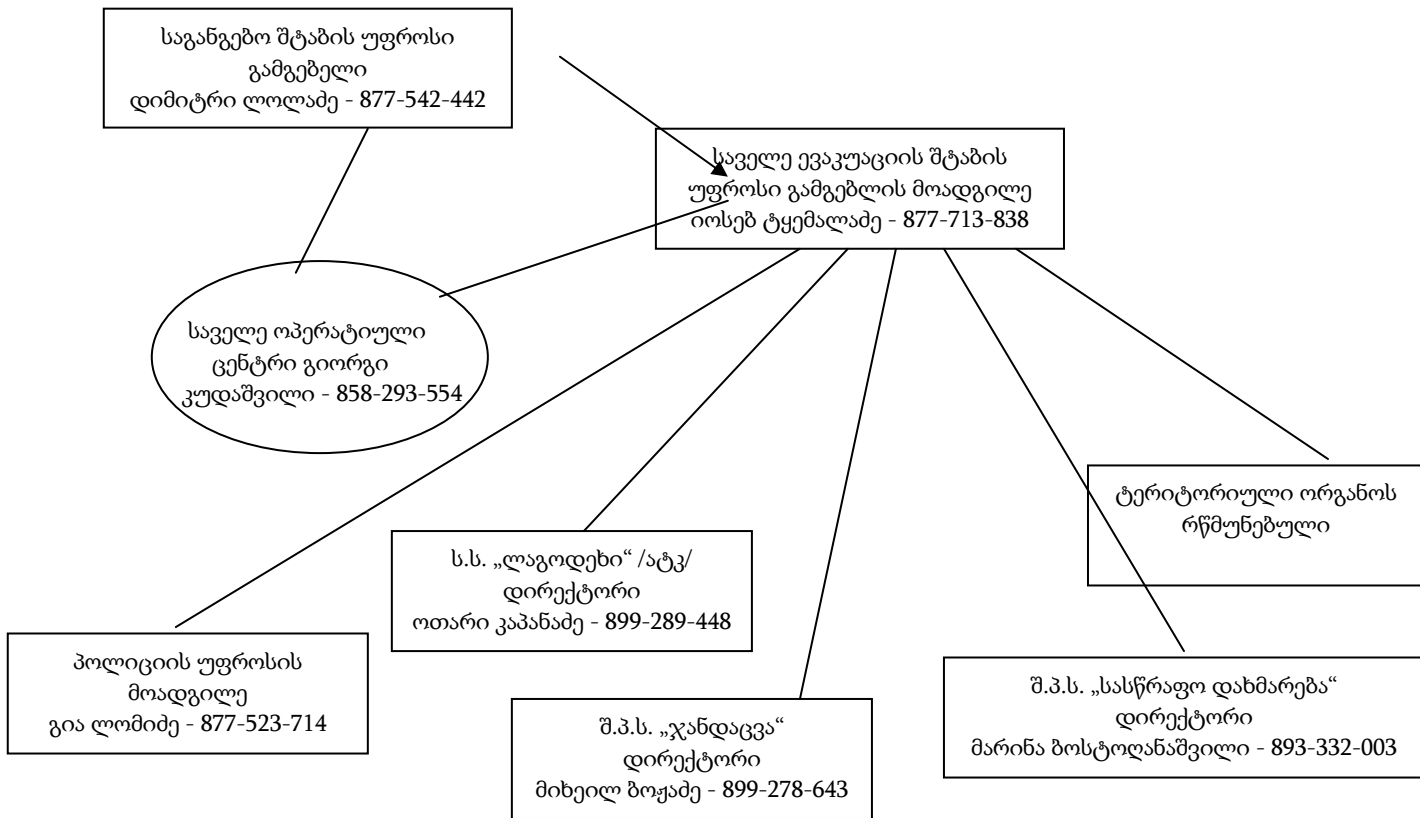 საგანგებო შტაბის უფროსი
გამგებელი
დიმიტრი ლოლაძე - 877-542-442
საველე ევაკუაციის შტაბის
უფროსი გამგებლის მოადგილე
იოსებ ტყემალაძე - 877-713-838
საველე ოპერატიული
ცენტრი გიორგი
კუდაშვილი - 858-293-554
ტერიტორიული ორგანოს
რწმუნებული
ს.ს. „ლაგოდეხი“ /ატკ/
დირექტორი
ოთარი კაპანაძე - 899-289-448
პოლიციის უფროსის
მოადგილე
გია ლომიძე - 877-523-714
შ.პ.ს. „ჯანდაცვა“
დირექტორი
მიხეილ ბოჟაძე - 899-278-643
შ.პ.ს. „სასწრაფო დახმარება“
დირექტორი
მარინა ბოსტოღანაშვილი - 893-332-003